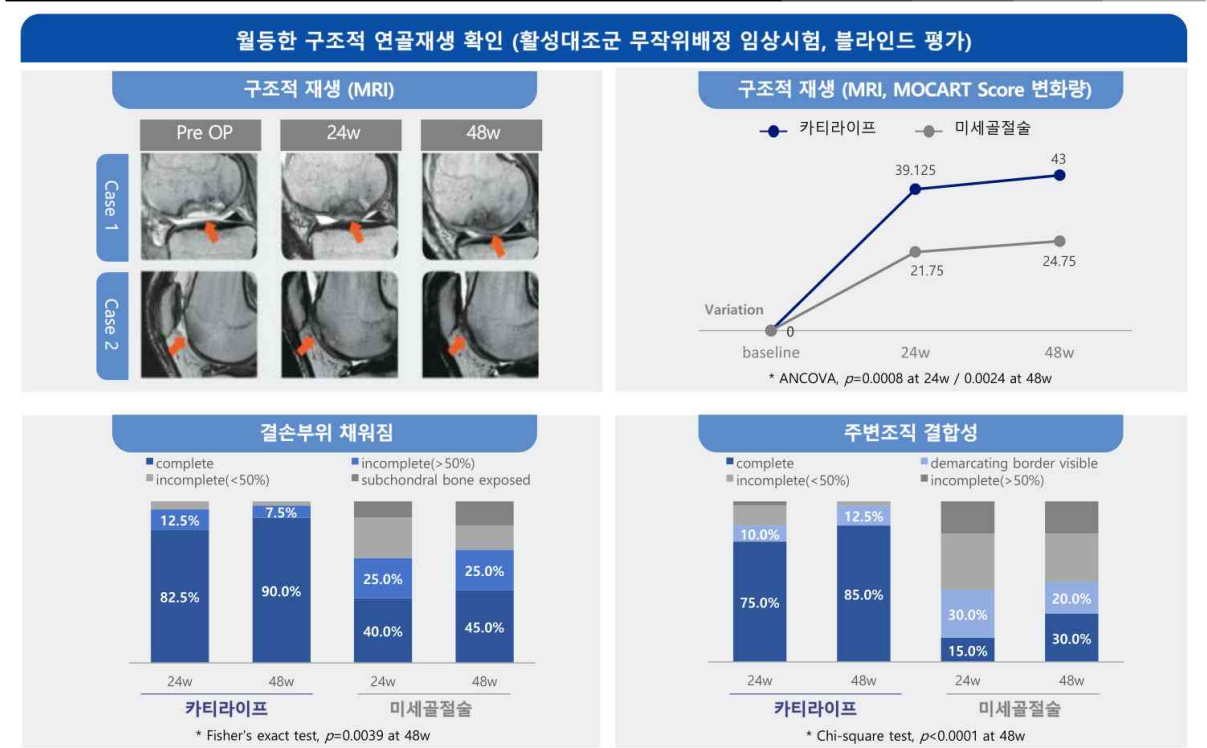 월등한 구조적 연골재생 확인 (활성대조군 무작위배정 임상시험, 블라인드 평가)
구조적 재생 (MRI)
Pre OP 24w 48w
Case 1
Case 2
구조적 재생 (MRI, MOCART Score 변화량)
카티라이프 미세골절술
43
39.125
24.75
21.75
Variation
0
baseline 24w 48w
* ANCOVA, p=0.0008 at 24w / 0.0024 at 48w
결손부위 채워짐
complete incomplete(>50%)
incomplete(<50%) subchondral bone exposed
12.5% 7.5%
82.5% 90.0% 25.0% 25.0%
40.0% 45.0%
24w 48w 24w 48w
카티라이프 미세골절술
* Fisher's exact test, p=0.0039 at 48w
주변조직 결합성
complete demarcating border visible
incomplete(<50%) incomplete(>50%)
10.0% 12.5%
75.0% 85.0% 30.0% 20.0%
15.0% 30.0%
24w 48w 24w 48w
카티라이프 미세골절술
* Chi-square test, p<0.0001 at 48w